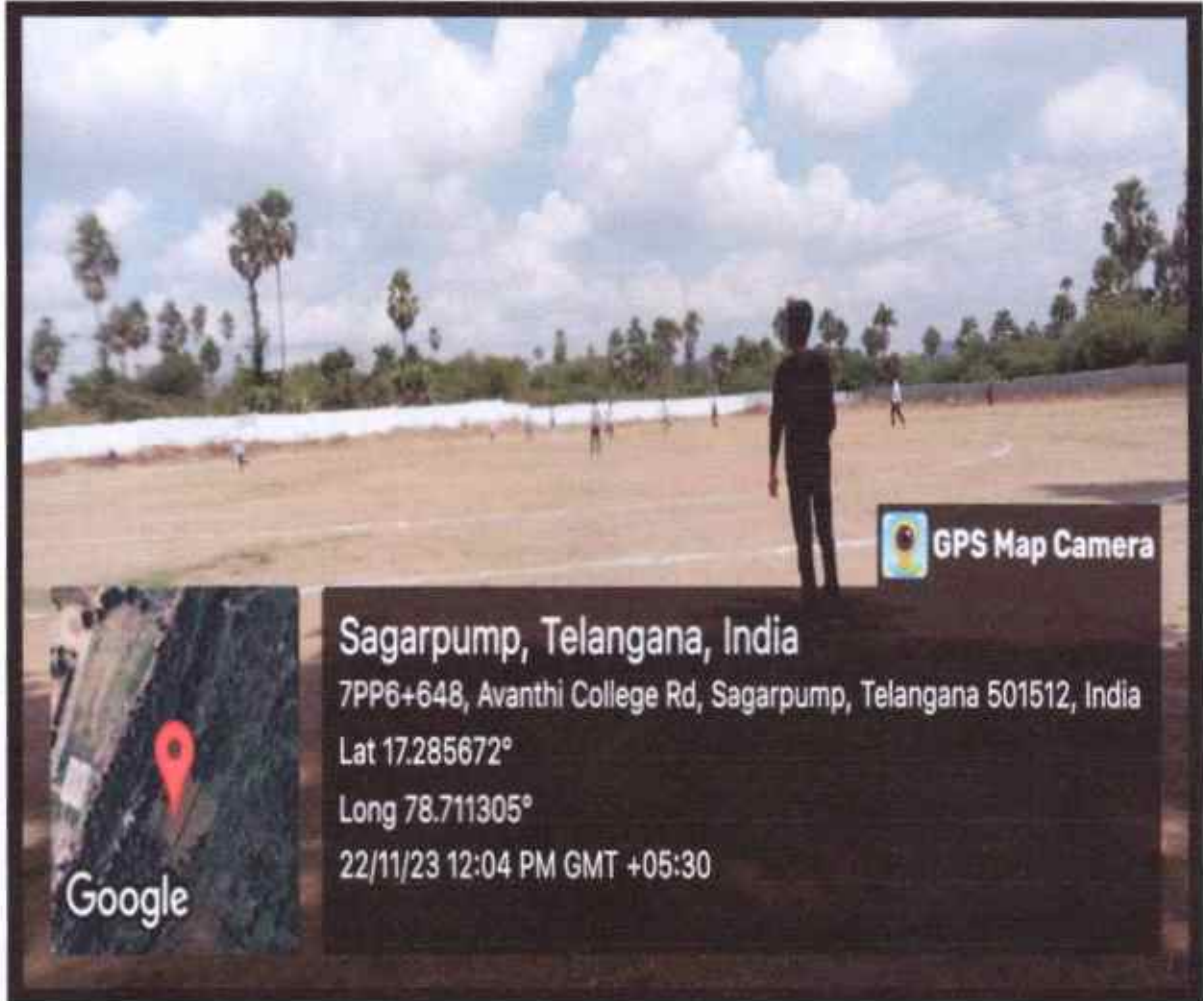 GPS Map Camera
Sagarpump, Telangana, India
7PP6+648, Avanthi College Rd, Sagarpump, Telangana 501512, India
Lat 17.285672°
Long 78.711305°
22/11/23 12:04 PM GMT +05:30
Google